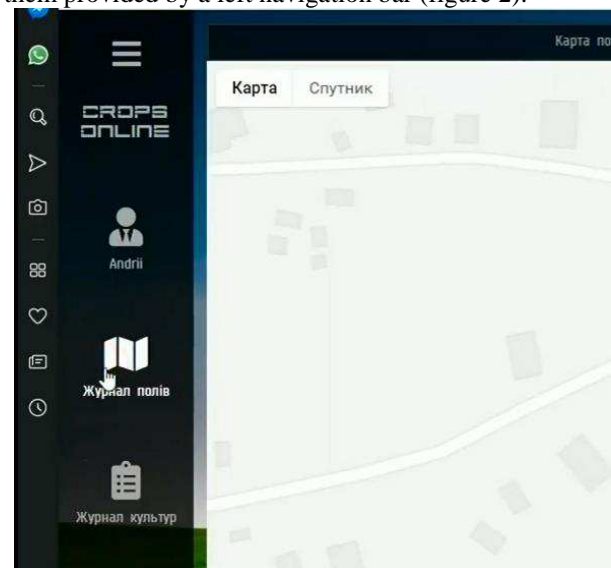 them provided by a left navigation bar (figure 2).
Карта по
Карта Спутник
CROPS
ONLINE
Andrii
Журнал полів
Журнал культур